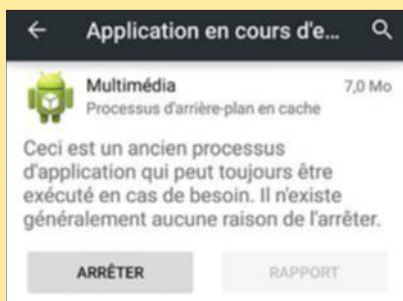 Application en cours d'e...
Multimédia 7,0 Mo
Processus d'arrière-plan en cache
Ceci est un ancien processus
d'application qui peut toujours être
exécuté en cas de besoin. Il n'existe
généralement aucune raison de l'arrêter.
ARRÊTER RAPPORT